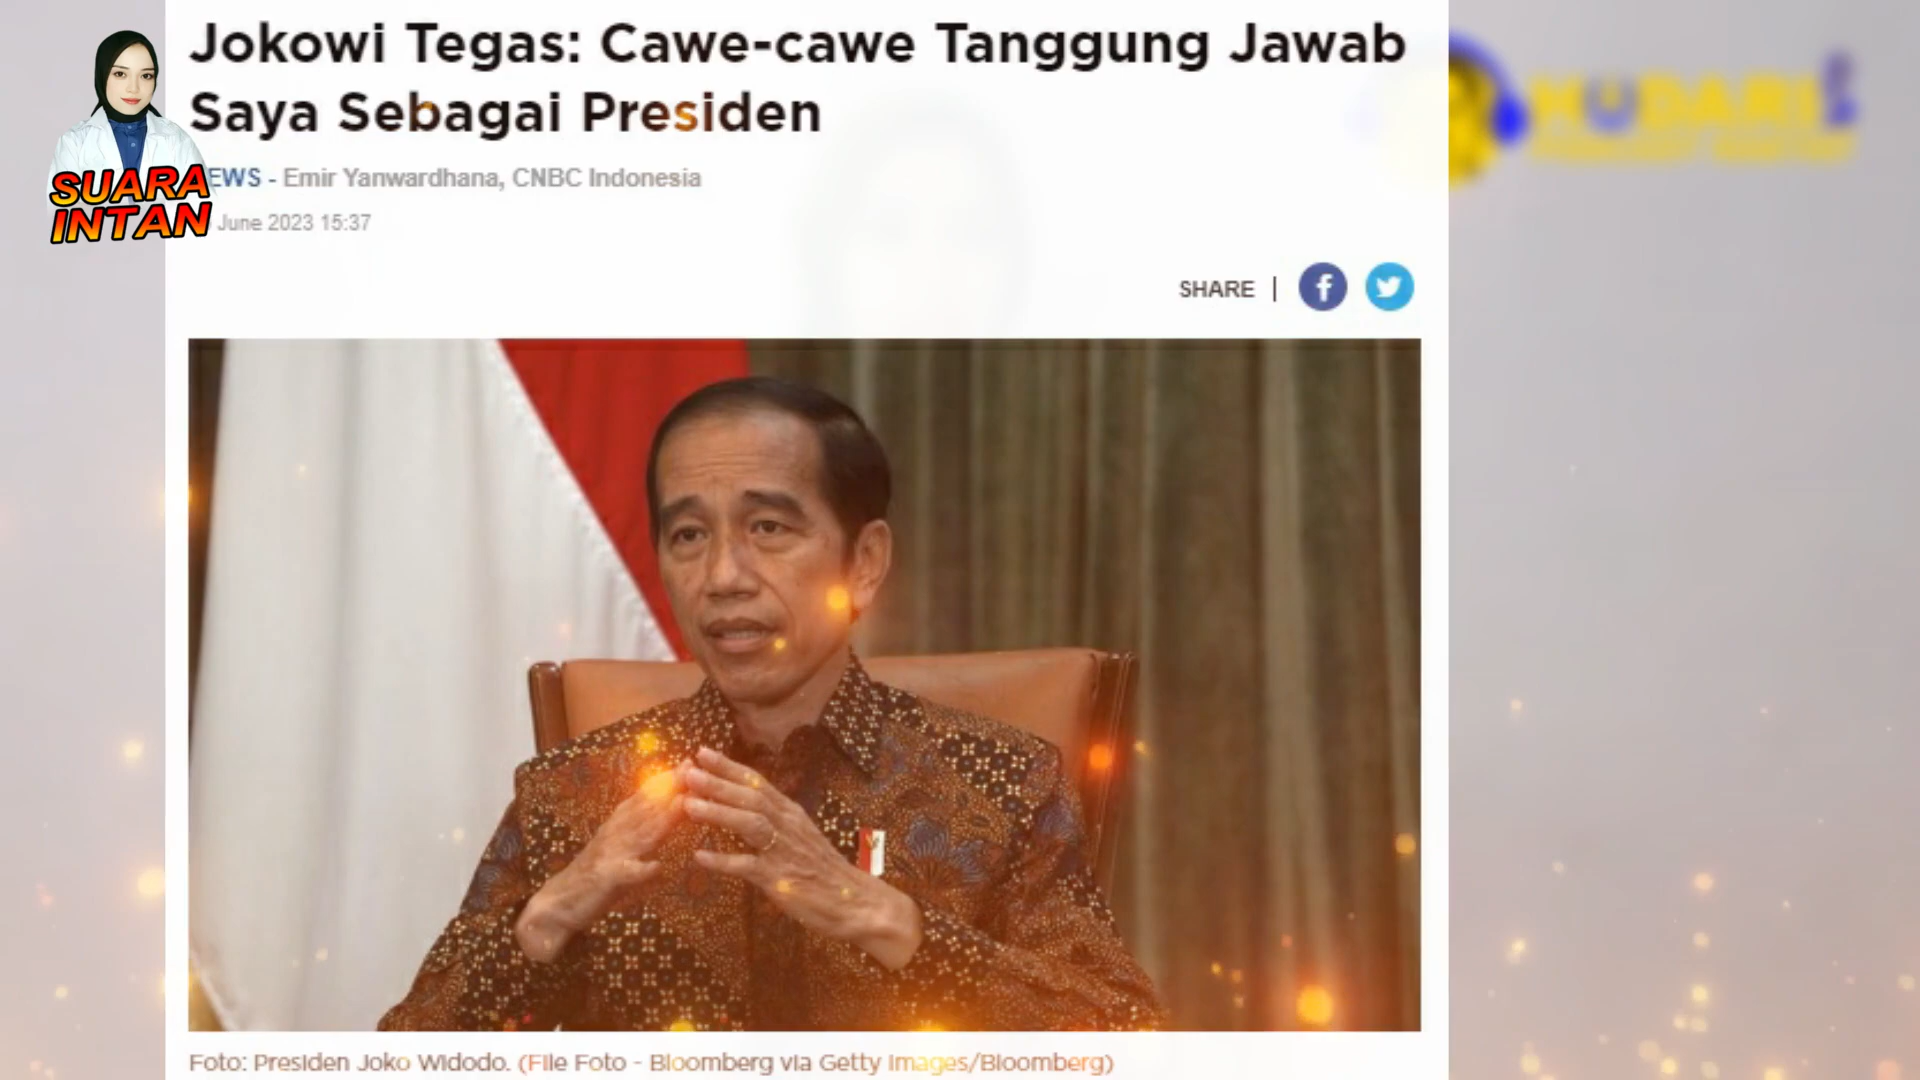 Jokowi Tegas: Cawe-cawe Tanggung Jawab
Saya Sebagai Presiden
EWS - Emir Yanwardhana, CNBC Indonesia
June 2023 15:37
SUARA
INTAN
SHARE |
Foto: Presiden Joko Widodo. (File Foto - Bloomberg via Getty Images/Bloomberg)